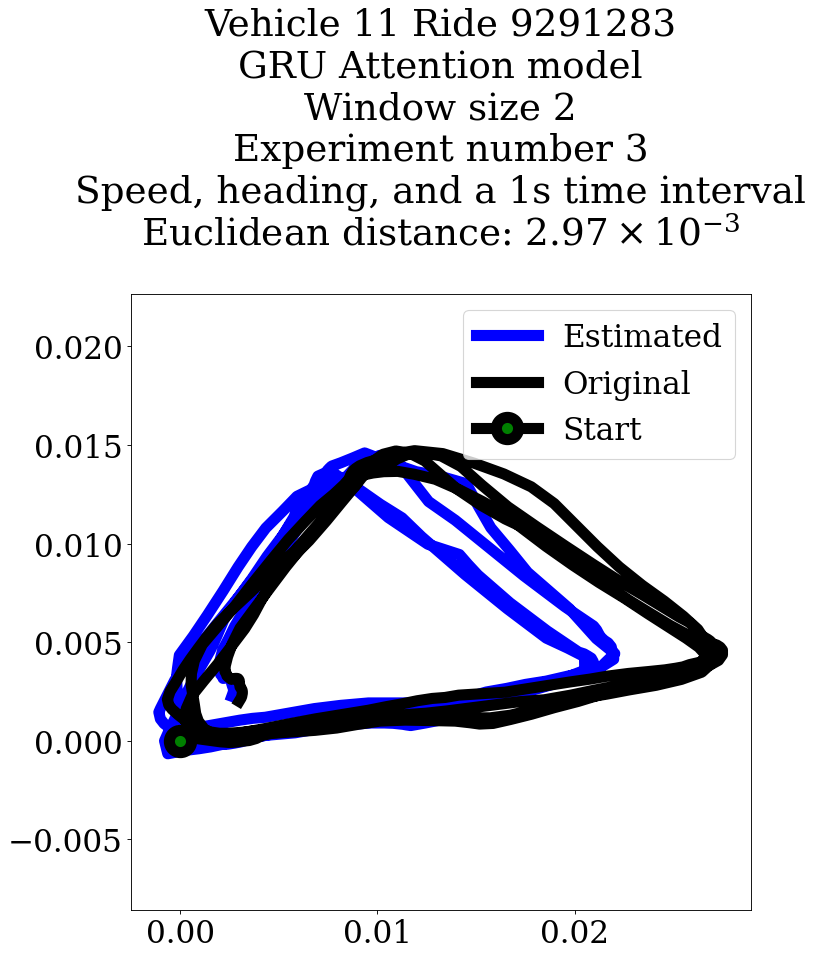 Vehicle 11 Ride 9291283
GRU Attention model
Window size 2
Experiment number 3
Speed, heading, and a 1s time interval
Euclidean distance: 2.97 × 10⁻³
Estimated
Original
Start
0.020
0.015
0.010
0.005
0.000
−0.005
0.00 0.01 0.02